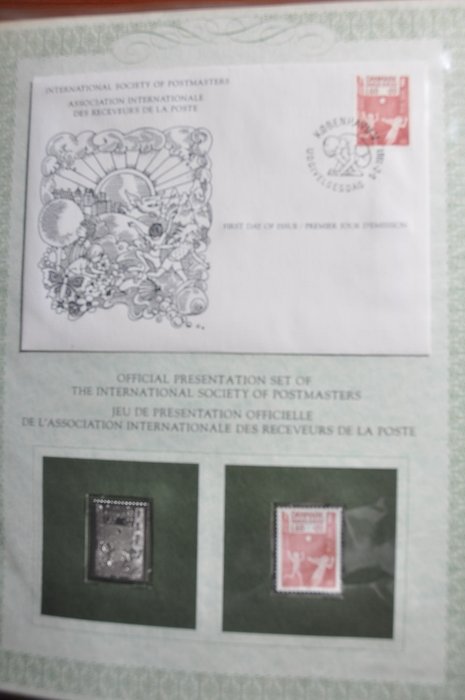 INTERNATIONAL SOCIETY OF POSTMASTERS
ASSOCIATION INTERNATIONALE
DES RECEVEURS DE LA POSTE
KØBENHAVN
UDGIVELSESDAG
FIRST DAY OF ISSUE / PREMIER JOUR D'EMISSION
OFFICIAL PRESENTATION SET OF
THE INTERNATIONAL SOCIETY OF POSTMASTERS
JEU DE PRESENTATION OFFICIELLE
DE L'ASSOCIATION INTERNATIONALE DES RECEVEURS DE LA POSTE